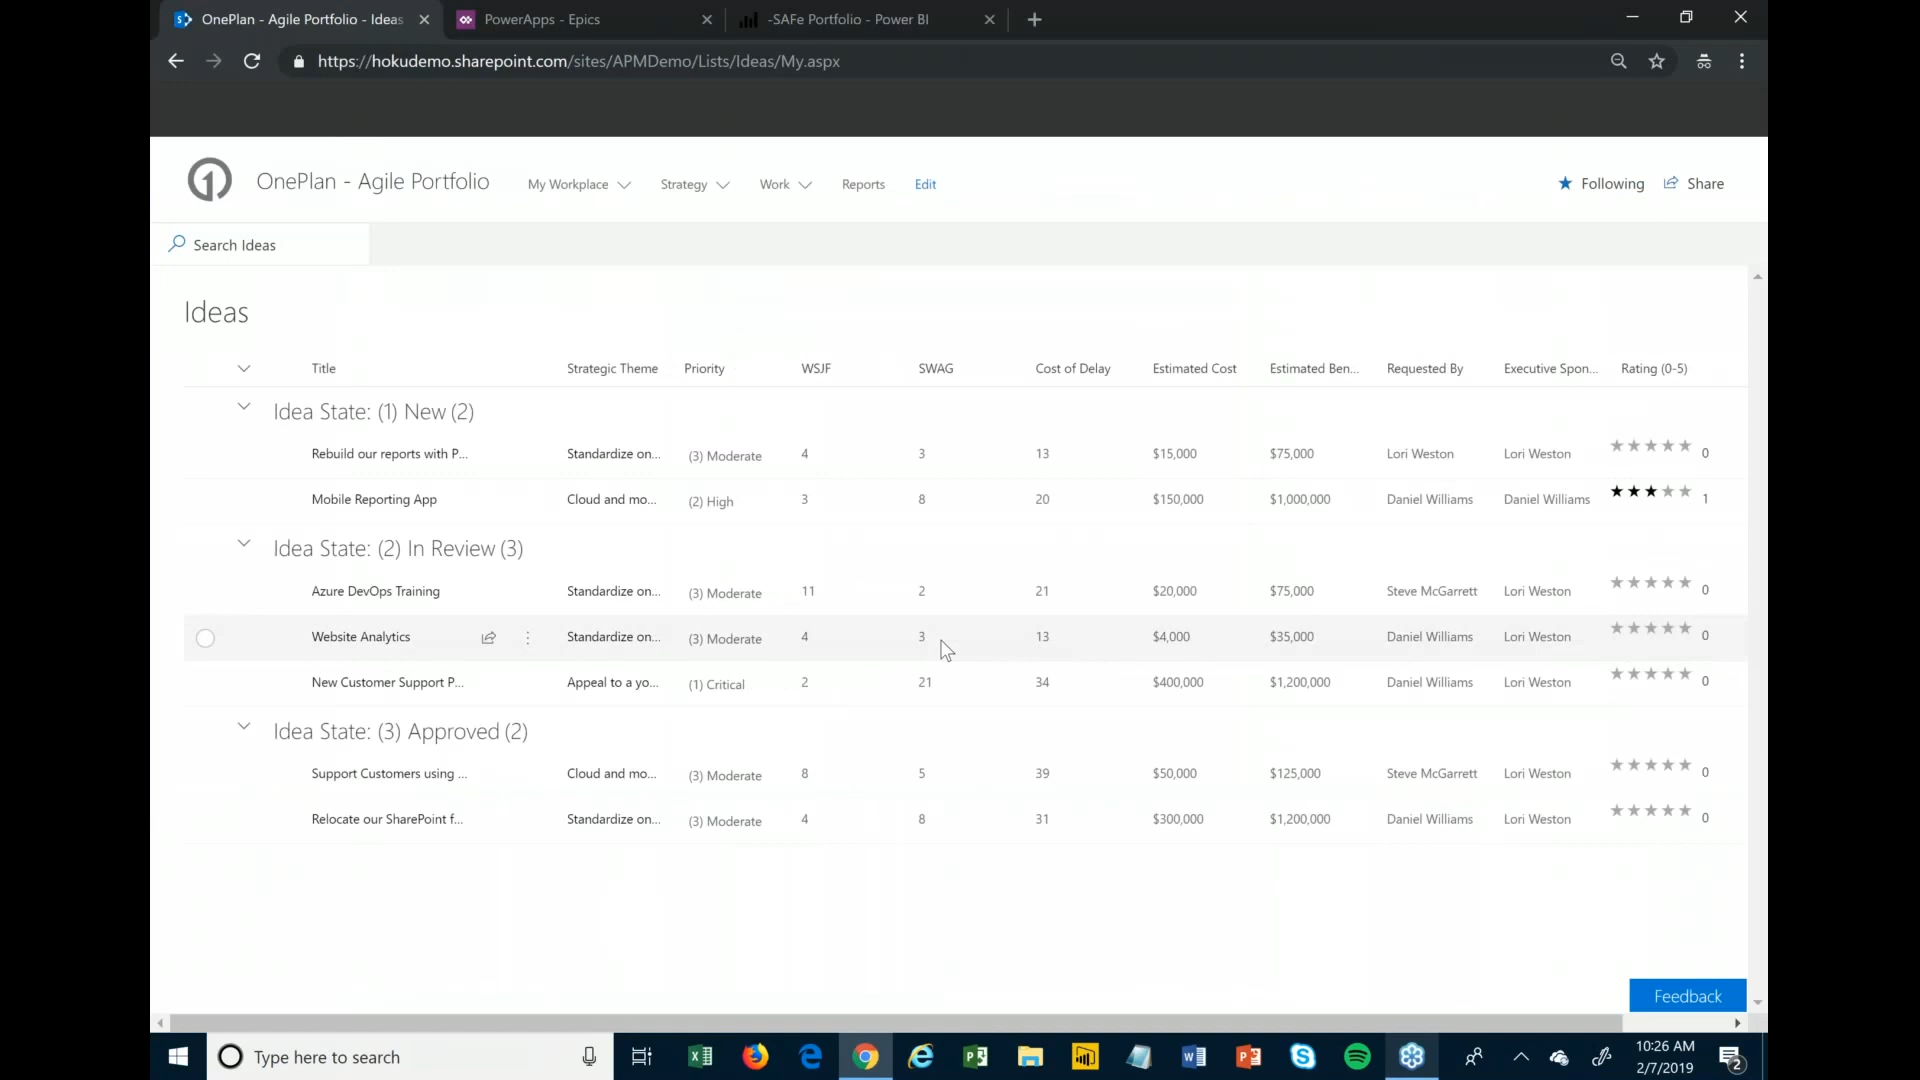 OnePlan - Agile Portfolio - Ideas
PowerApps - Epics
-SAFe Portfolio - Power BI
https://hokudemo.sharepoint.com/sites/APMDemo/Lists/Ideas/My.aspx
OnePlan - Agile Portfolio My Workplace Strategy Work Reports Edit Following Share
Search Ideas
Ideas
Title Strategic Theme Priority WSJF SWAG Cost of Delay Estimated Cost Estimated Ben... Requested By Executive Spon... Rating (0-5)
Idea State: (1) New (2)
Rebuild our reports with P... Standardize on... (3) Moderate 4 3 13 $15,000 $75,000 Lori Weston Lori Weston 0
Mobile Reporting App Cloud and mo... (2) High 3 8 20 $150,000 $1,000,000 Daniel Williams Daniel Williams 1
Idea State: (2) In Review (3)
Azure DevOps Training Standardize on... (3) Moderate 11 2 21 $20,000 $75,000 Steve McGarrett Lori Weston 0
Website Analytics Standardize on... (3) Moderate 4 3 13 $4,000 $35,000 Daniel Williams Lori Weston 0
New Customer Support P... Appeal to a yo... (1) Critical 2 21 34 $400,000 $1,200,000 Daniel Williams Lori Weston 0
Idea State: (3) Approved (2)
Support Customers using ... Cloud and mo... (3) Moderate 8 5 39 $50,000 $125,000 Steve McGarrett Lori Weston 0
Relocate our SharePoint f... Standardize on... (3) Moderate 4 8 31 $300,000 $1,200,000 Daniel Williams Lori Weston 0
Feedback
Type here to search
10:26 AM
2/7/2019
2